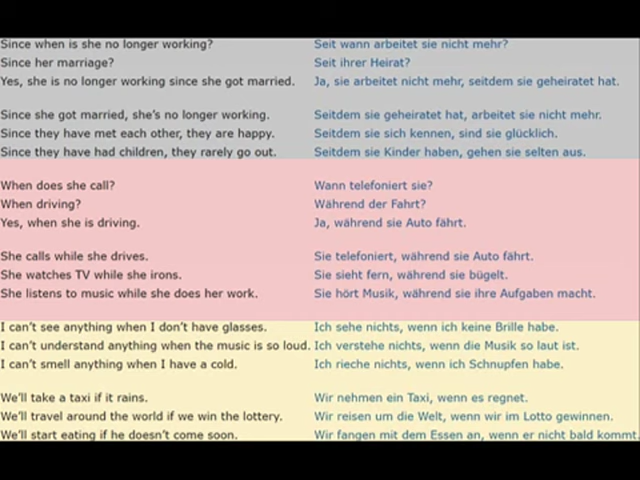 Since when is she no longer working? Seit wann arbeitet sie nicht mehr?
Since her marriage? Seit ihrer Heirat?
Yes, she is no longer working since she got married. Ja, sie arbeitet nicht mehr, seitdem sie geheiratet hat.
Since she got married, she’s no longer working. Seitdem sie geheiratet hat, arbeitet sie nicht mehr.
Since they have met each other, they are happy. Seitdem sie sich kennen, sind sie glücklich.
Since they have had children, they rarely go out. Seitdem sie Kinder haben, gehen sie selten aus.
When does she call? Wann telefoniert sie?
When driving? Während der Fahrt?
Yes, when she is driving. Ja, während sie Auto fährt.
She calls while she drives. Sie telefoniert, während sie Auto fährt.
She watches TV while she irons. Sie sieht fern, während sie bügelt.
She listens to music while she does her work. Sie hört Musik, während sie ihre Aufgaben macht.
I can’t see anything when I don’t have glasses. Ich sehe nichts, wenn ich keine Brille habe.
I can’t understand anything when the music is so loud. Ich verstehe nichts, wenn die Musik so laut ist.
I can’t smell anything when I have a cold. Ich rieche nichts, wenn ich Schnupfen habe.
We’ll take a taxi if it rains. Wir nehmen ein Taxi, wenn es regnet.
We’ll travel around the world if we win the lottery. Wir reisen um die Welt, wenn wir im Lotto gewinnen.
We’ll start eating if he doesn’t come soon. Wir fangen mit dem Essen an, wenn er nicht bald kommt.